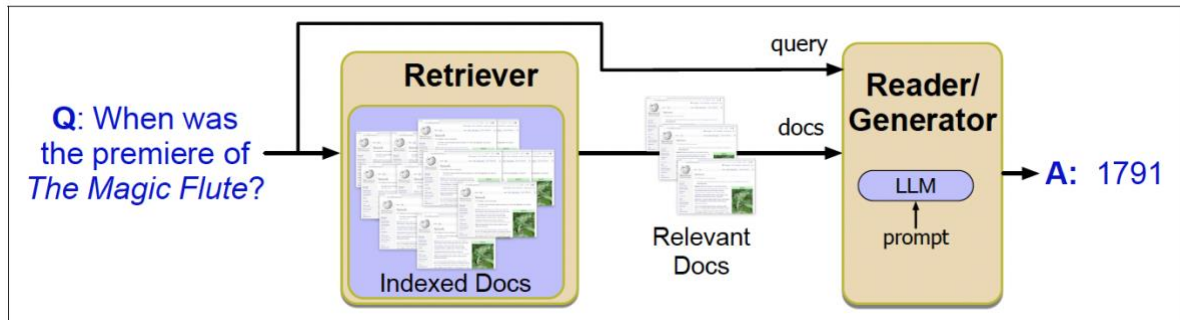 Q: When was
the premiere of
The Magic Flute?
Retriever
Indexed Docs
query
docs
Relevant
Docs
Reader/
Generator
LLM
prompt
A: 1791